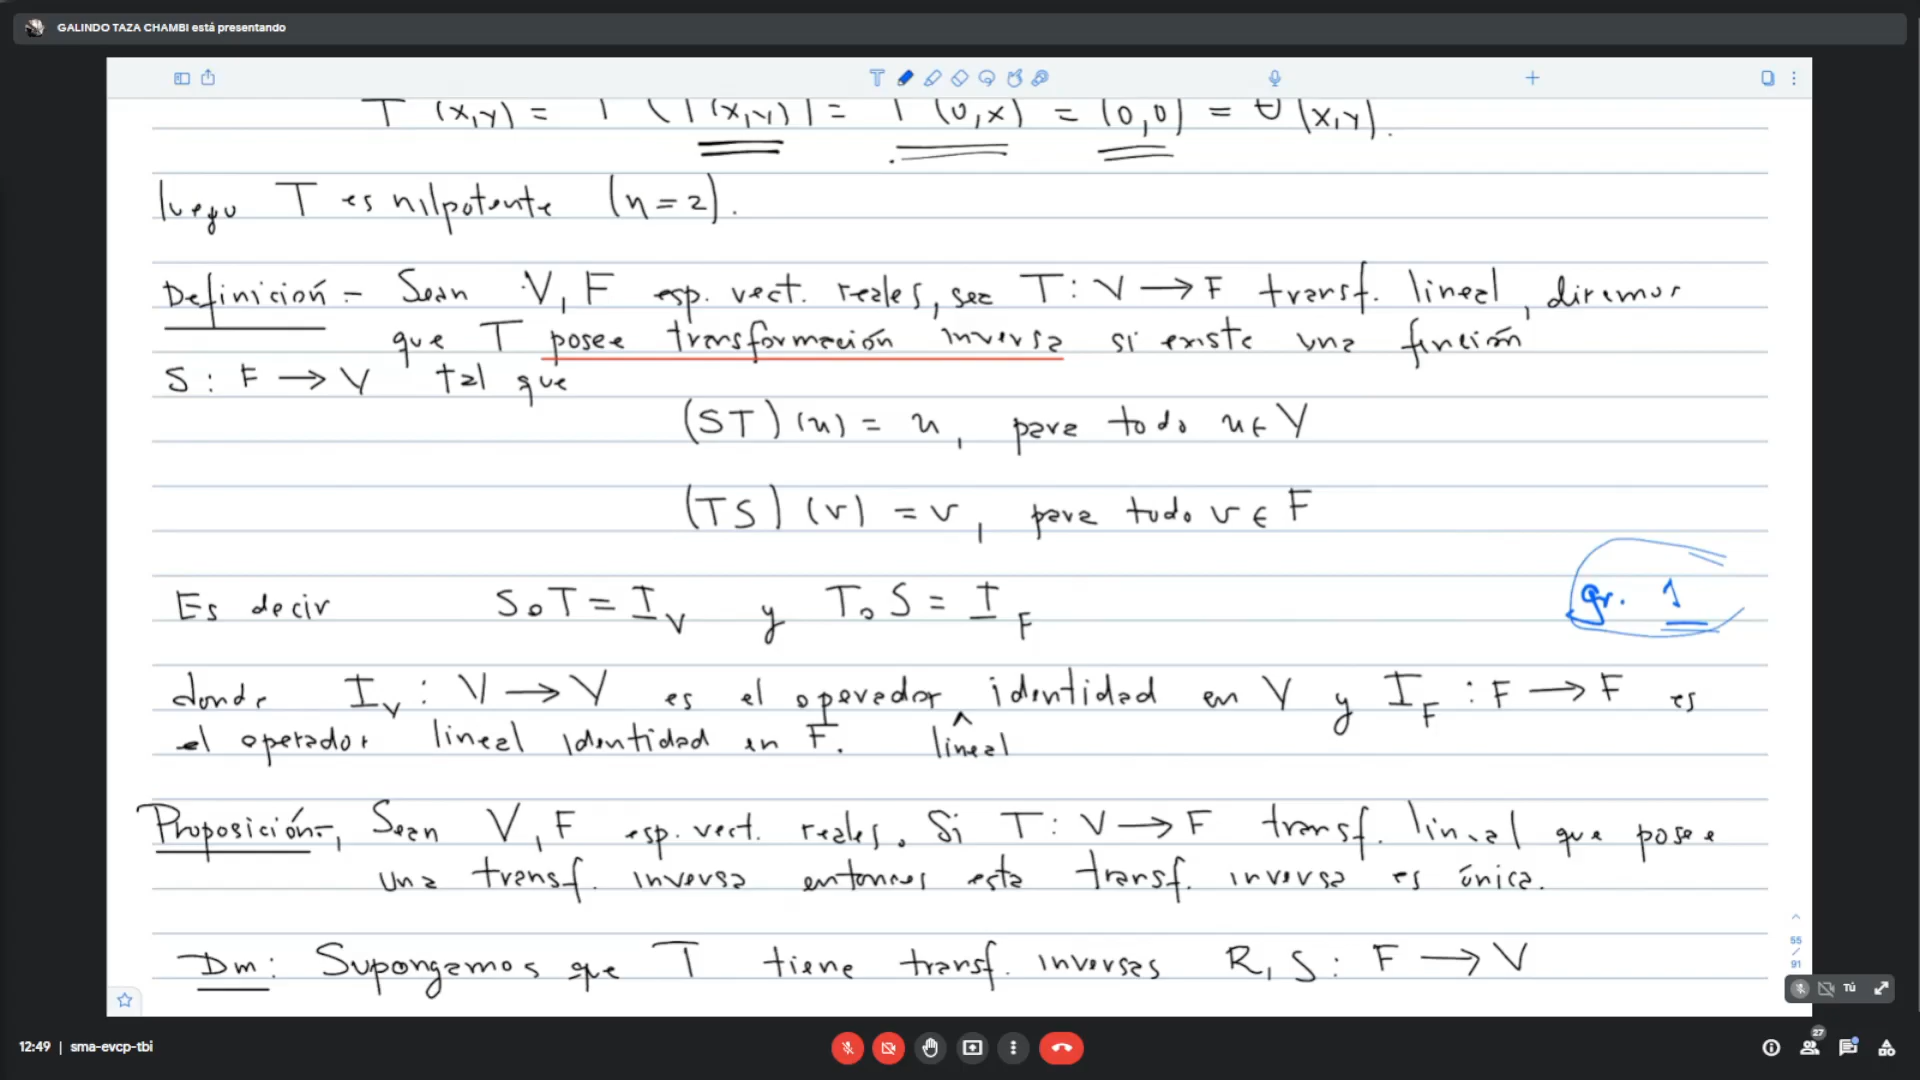 GALINDO TAZA CHAMBI está presentando
T (x,y) = T (T(x,y)) = T (0,x) = (0,0) = θ (x,y).
luego T es nilpotente (n=2).
Definición.- Sean V, F esp. vect. reales, sea T: V → F transf. lineal, diremos
que T posee transformación inversa si existe una función
S: F → V tal que
(ST)(u) = u, para todo u ∈ V
(TS)(v) = v, para todo v ∈ F
gr. 1
Es decir S∘T = I_V y T∘S = I_F
donde I_V : V → V es el operador identidad en V y I_F : F → F es
el operador lineal identidad en F. ^ lineal
Proposición.- Sean V, F esp. vect. reales. Si T: V → F transf. lineal que posee
una transf. inversa entonces esta transf. inversa es única.
55
/
91
Dm: Supongamos que T tiene transf. inversas R, S: F → V
Tú
12:49 | sma-evcp-tbi
27